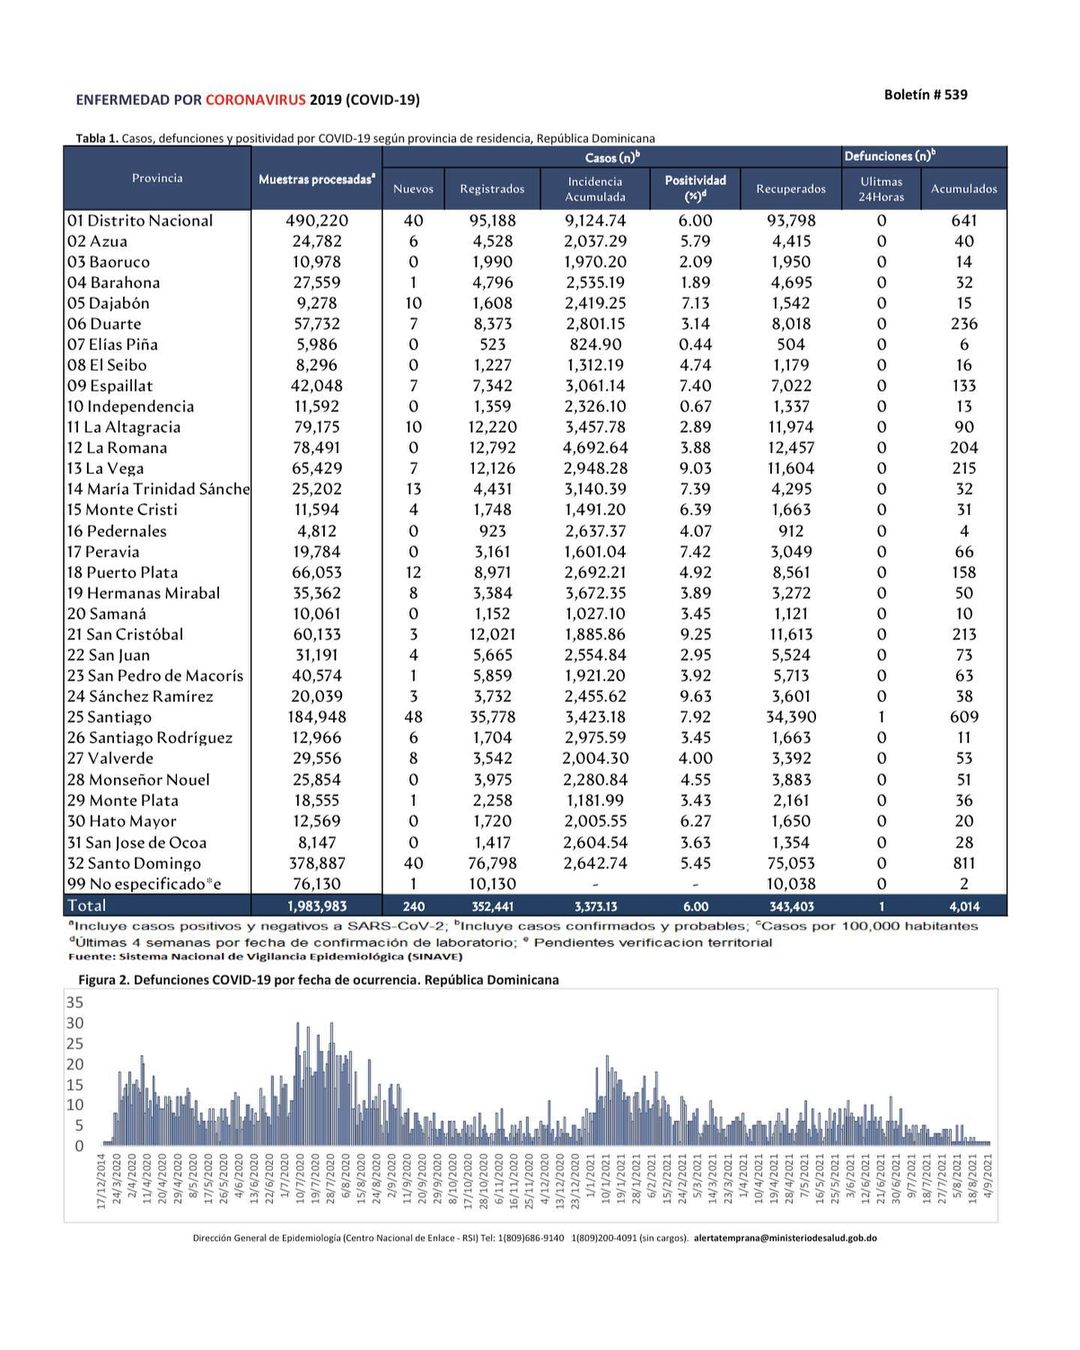 ENFERMEDAD POR CORONAVIRUS 2019 (COVID-19)
Boletín # 539
Tabla 1. Casos, defunciones y positividad por COVID-19 según provincia de residencia, República Dominicana
Provincia Muestras procesadasª Casos (n)ᵇ Defunciones (n)ᵇ
Nuevos Registrados Incidencia Acumulada Positividad (%)ᵈ Recuperados Ulitmas 24Horas Acumulados
01 Distrito Nacional 490,220 40 95,188 9,124.74 6.00 93,798 0 641
02 Azua 24,782 6 4,528 2,037.29 5.79 4,415 0 40
03 Baoruco 10,978 0 1,990 1,970.20 2.09 1,950 0 14
04 Barahona 27,559 1 4,796 2,535.19 1.89 4,695 0 32
05 Dajabón 9,278 10 1,608 2,419.25 7.13 1,542 0 15
06 Duarte 57,732 7 8,373 2,801.15 3.14 8,018 0 236
07 Elías Piña 5,986 0 523 824.90 0.44 504 0 6
08 El Seibo 8,296 0 1,227 1,312.19 4.74 1,179 0 16
09 Espaillat 42,048 7 7,342 3,061.14 7.40 7,022 0 133
10 Independencia 11,592 0 1,359 2,326.10 0.67 1,337 0 13
11 La Altagracia 79,175 10 12,220 3,457.78 2.89 11,974 0 90
12 La Romana 78,491 0 12,792 4,692.64 3.88 12,457 0 204
13 La Vega 65,429 7 12,126 2,948.28 9.03 11,604 0 215
14 María Trinidad Sánche 25,202 13 4,431 3,140.39 7.39 4,295 0 32
15 Monte Cristi 11,594 4 1,748 1,491.20 6.39 1,663 0 31
16 Pedernales 4,812 0 923 2,637.37 4.07 912 0 4
17 Peravia 19,784 0 3,161 1,601.04 7.42 3,049 0 66
18 Puerto Plata 66,053 12 8,971 2,692.21 4.92 8,561 0 158
19 Hermanas Mirabal 35,362 8 3,384 3,672.35 3.89 3,272 0 50
20 Samaná 10,061 0 1,152 1,027.10 3.45 1,121 0 10
21 San Cristóbal 60,133 3 12,021 1,885.86 9.25 11,613 0 213
22 San Juan 31,191 4 5,665 2,554.84 2.95 5,524 0 73
23 San Pedro de Macorís 40,574 1 5,859 1,921.20 3.92 5,713 0 63
24 Sánchez Ramírez 20,039 3 3,732 2,455.62 9.63 3,601 0 38
25 Santiago 184,948 48 35,778 3,423.18 7.92 34,390 1 609
26 Santiago Rodríguez 12,966 6 1,704 2,975.59 3.45 1,663 0 11
27 Valverde 29,556 8 3,542 2,004.30 4.00 3,392 0 53
28 Monseñor Nouel 25,854 0 3,975 2,280.84 4.55 3,883 0 51
29 Monte Plata 18,555 1 2,258 1,181.99 3.43 2,161 0 36
30 Hato Mayor 12,569 0 1,720 2,005.55 6.27 1,650 0 20
31 San Jose de Ocoa 8,147 0 1,417 2,604.54 3.63 1,354 0 28
32 Santo Domingo 378,887 40 76,798 2,642.74 5.45 75,053 0 811
99 No especificado*e 76,130 1 10,130 - - 10,038 0 2
Total 1,983,983 240 352,441 3,373.13 6.00 343,403 1 4,014
ªIncluye casos positivos y negativos a SARS-CoV-2; ᵇIncluye casos confirmados y probables; ᶜCasos por 100,000 habitantes
ᵈÚltimas 4 semanas por fecha de confirmación de laboratorio; ᵉ Pendientes verificacion territorial
Fuente: Sistema Nacional de Vigilancia Epidemiológica (SINAVE)
Figura 2. Defunciones COVID-19 por fecha de ocurrencia. República Dominicana
35
30
25
20
15
10
5
0
17/12/2014 24/3/2020 2/4/2020 11/4/2020 20/4/2020 29/4/2020 8/5/2020 17/5/2020 26/5/2020 4/6/2020 13/6/2020 22/6/2020 1/7/2020 10/7/2020 19/7/2020 28/7/2020 6/8/2020 15/8/2020 24/8/2020 2/9/2020 11/9/2020 20/9/2020 29/9/2020 8/10/2020 17/10/2020 28/10/2020 6/11/2020 16/11/2020 25/11/2020 4/12/2020 13/12/2020 23/12/2020 1/1/2021 10/1/2021 19/1/2021 28/1/2021 6/2/2021 15/2/2021 24/2/2021 5/3/2021 14/3/2021 23/3/2021 1/4/2021 10/4/2021 19/4/2021 28/4/2021 7/5/2021 16/5/2021 25/5/2021 3/6/2021 12/6/2021 21/6/2021 30/6/2021 9/7/2021 18/7/2021 27/7/2021 5/8/2021 18/8/2021 4/9/2021
Dirección General de Epidemiología (Centro Nacional de Enlace - RSI) Tel: 1(809)686-9140 1(809)200-4091 (sin cargos). alertatemprana@ministeriodesalud.gob.do